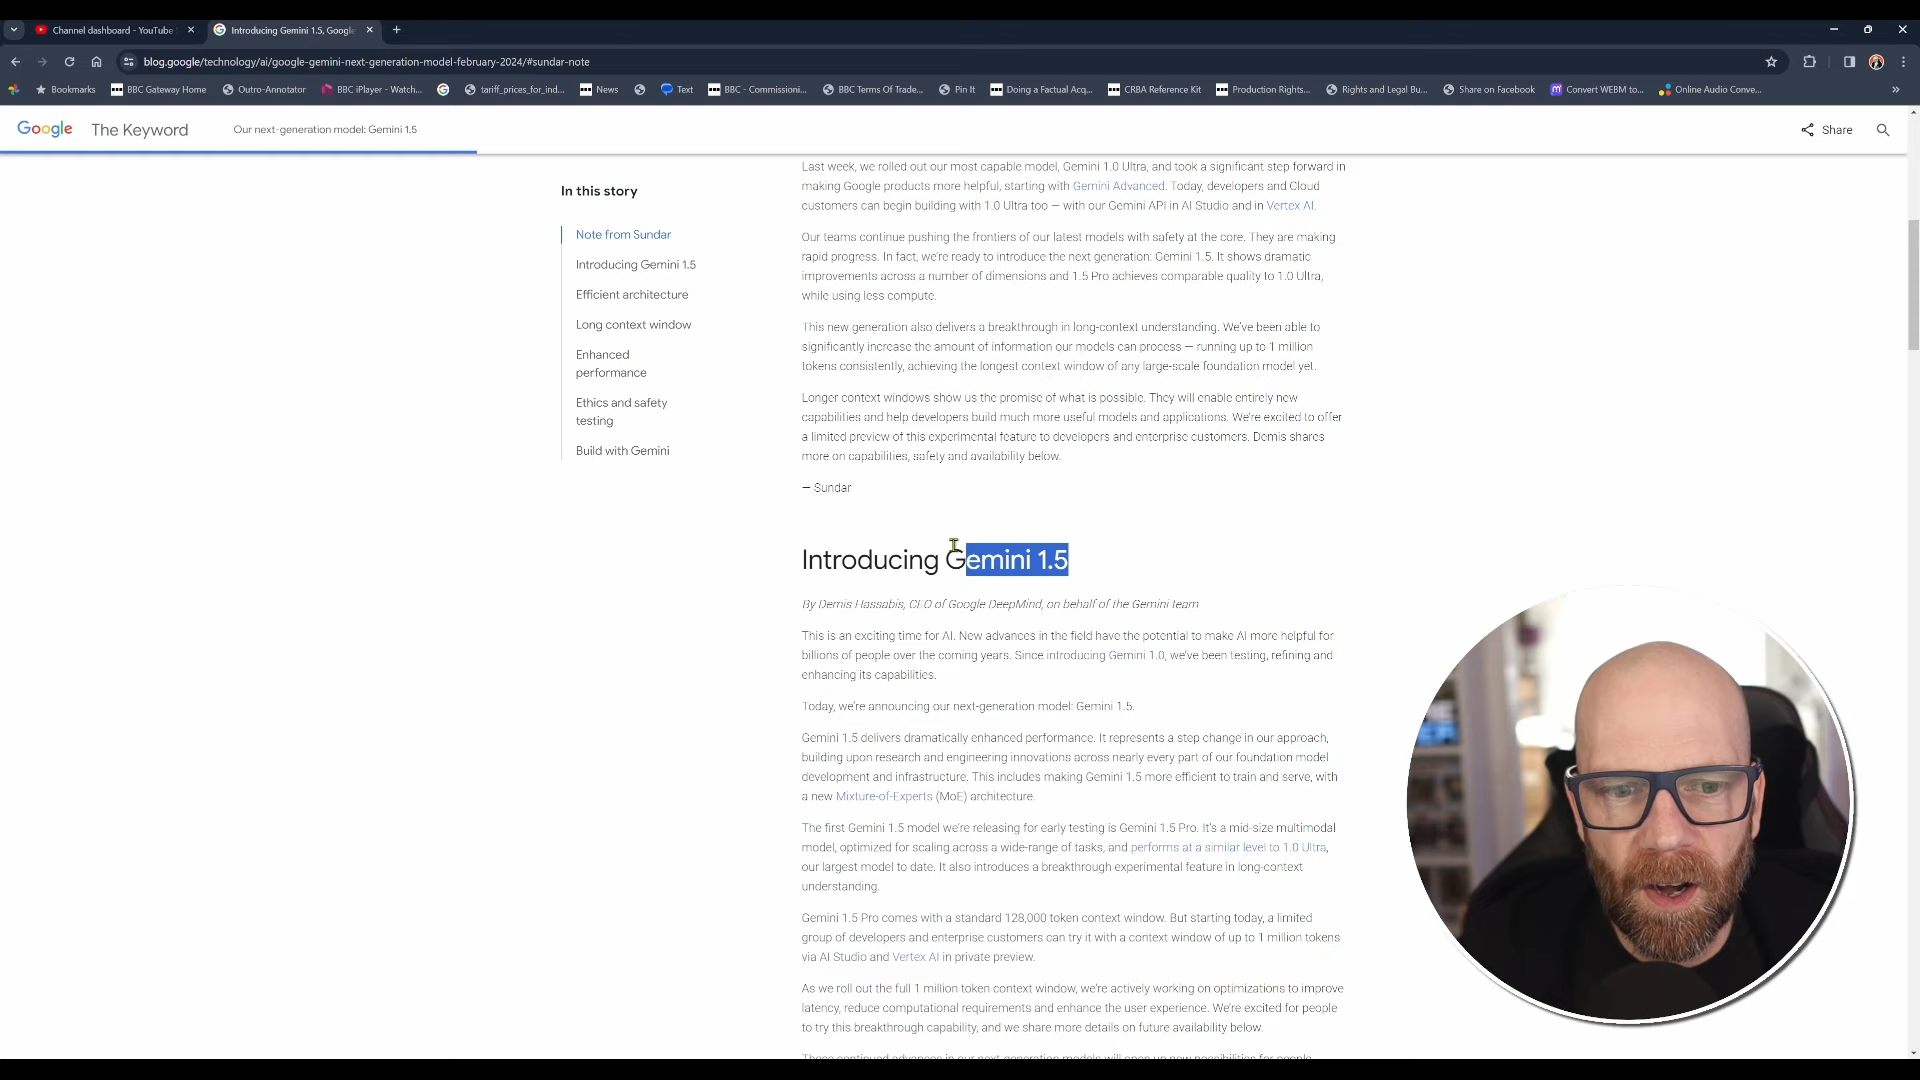 Channel dashboard - YouTube
Introducing Gemini 1.5, Google
blog.google/technology/ai/google-gemini-next-generation-model-february-2024/#sundar-note
Bookmarks
BBC Gateway Home
Outro-Annotator
BBC iPlayer - Watch...
tariff_prices_for_ind...
News
Text
BBC - Commissioni...
BBC Terms Of Trade...
Pin It
Doing a Factual Acq...
CRBA Reference Kit
Production Rights...
Rights and Legal Bu...
Share on Facebook
Convert WEBM to...
Online Audio Conve...
Google The Keyword
Our next-generation model: Gemini 1.5
Share
In this story
Note from Sundar
Introducing Gemini 1.5
Efficient architecture
Long context window
Enhanced
performance
Ethics and safety
testing
Build with Gemini
Last week, we rolled out our most capable model, Gemini 1.0 Ultra, and took a significant step forward in
making Google products more helpful, starting with Gemini Advanced. Today, developers and Cloud
customers can begin building with 1.0 Ultra too — with our Gemini API in AI Studio and in Vertex AI.
Our teams continue pushing the frontiers of our latest models with safety at the core. They are making
rapid progress. In fact, we're ready to introduce the next generation: Gemini 1.5. It shows dramatic
improvements across a number of dimensions and 1.5 Pro achieves comparable quality to 1.0 Ultra,
while using less compute.
This new generation also delivers a breakthrough in long-context understanding. We've been able to
significantly increase the amount of information our models can process — running up to 1 million
tokens consistently, achieving the longest context window of any large-scale foundation model yet.
Longer context windows show us the promise of what is possible. They will enable entirely new
capabilities and help developers build much more useful models and applications. We're excited to offer
a limited preview of this experimental feature to developers and enterprise customers. Demis shares
more on capabilities, safety and availability below.
— Sundar
Introducing Gemini 1.5
By Demis Hassabis, CEO of Google DeepMind, on behalf of the Gemini team
This is an exciting time for AI. New advances in the field have the potential to make AI more helpful for
billions of people over the coming years. Since introducing Gemini 1.0, we've been testing, refining and
enhancing its capabilities.
Today, we're announcing our next-generation model: Gemini 1.5.
Gemini 1.5 delivers dramatically enhanced performance. It represents a step change in our approach,
building upon research and engineering innovations across nearly every part of our foundation model
development and infrastructure. This includes making Gemini 1.5 more efficient to train and serve, with
a new Mixture-of-Experts (MoE) architecture.
The first Gemini 1.5 model we're releasing for early testing is Gemini 1.5 Pro. It's a mid-size multimodal
model, optimized for scaling across a wide-range of tasks, and performs at a similar level to 1.0 Ultra,
our largest model to date. It also introduces a breakthrough experimental feature in long-context
understanding.
Gemini 1.5 Pro comes with a standard 128,000 token context window. But starting today, a limited
group of developers and enterprise customers can try it with a context window of up to 1 million tokens
via AI Studio and Vertex AI in private preview.
As we roll out the full 1 million token context window, we're actively working on optimizations to improve
latency, reduce computational requirements and enhance the user experience. We're excited for people
to try this breakthrough capability, and we share more details on future availability below.
These continued advances in our next-generation models will open up new possibilities for people,